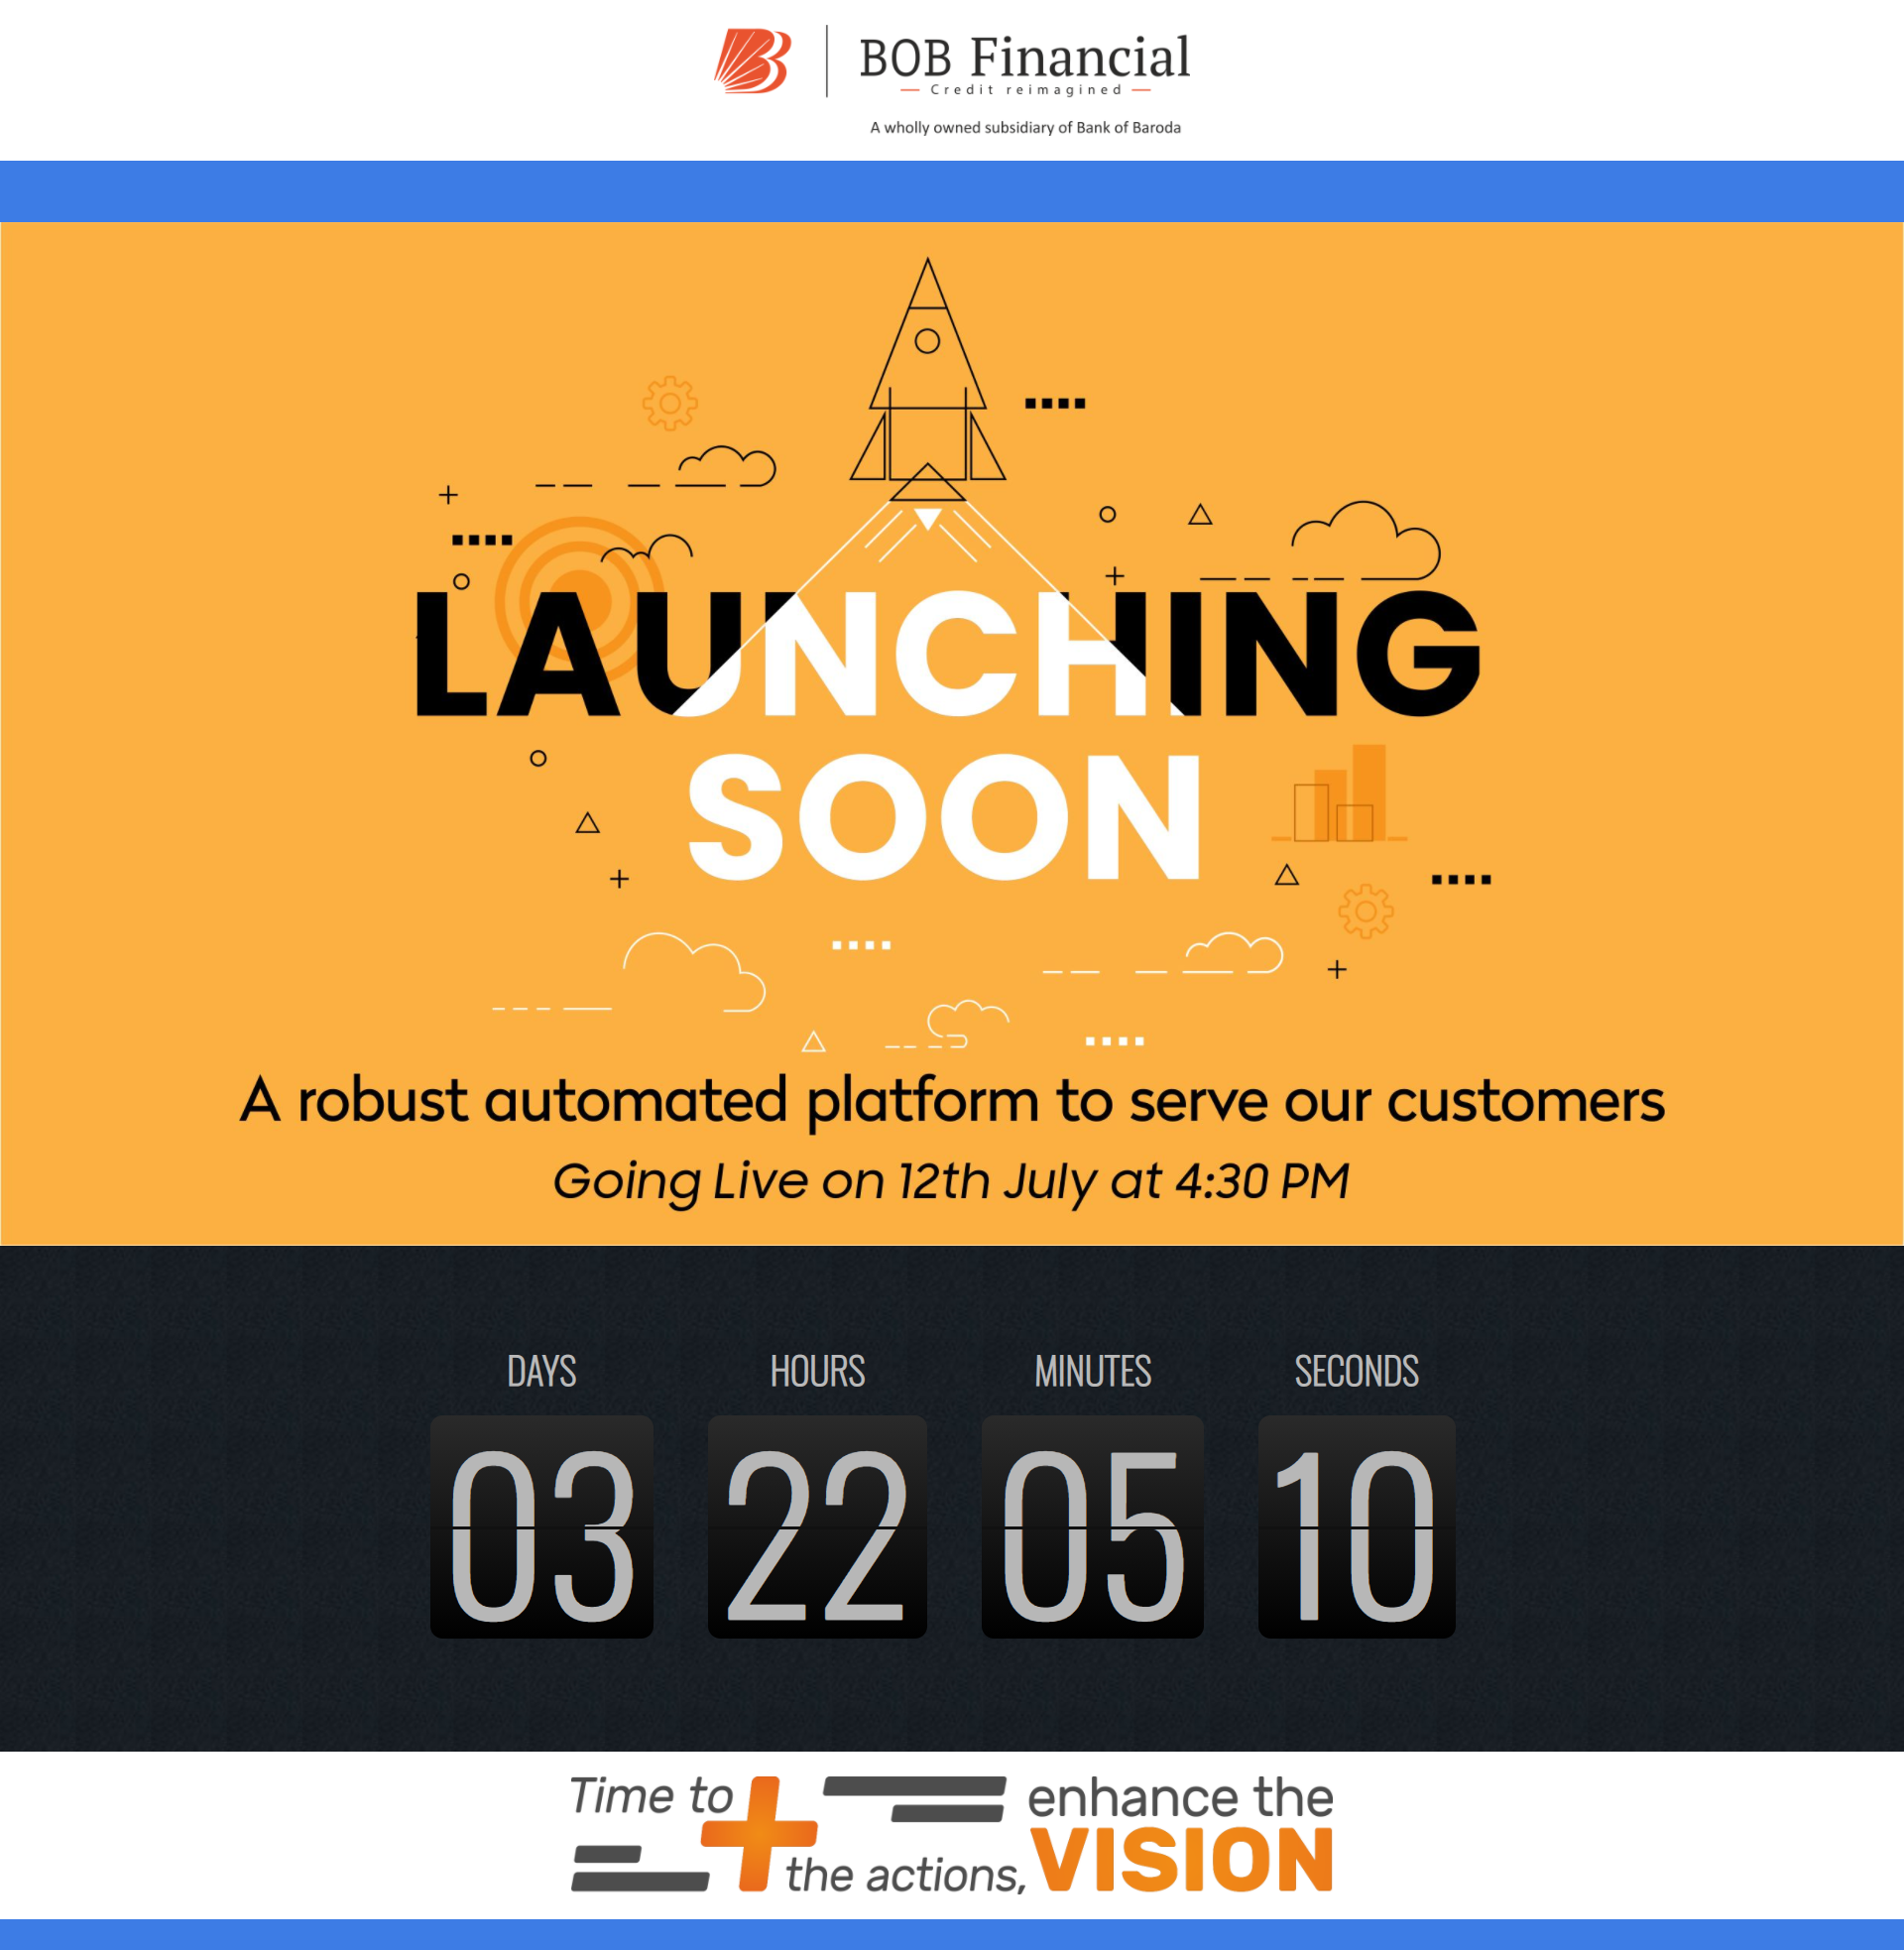 BOB Financial
Credit reimagined
A wholly owned subsidiary of Bank of Baroda
LAUNCHING
SOON
A robust automated platform to serve our customers
Going Live on 12th July at 4:30 PM
DAYS HOURS MINUTES SECONDS
03 22 05 10
Time to + the actions,
enhance the
VISION